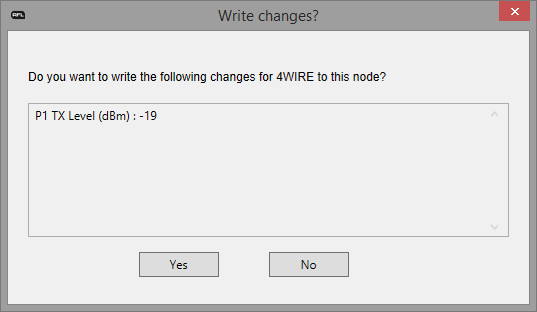 AFL
Write changes?
Do you want to write the following changes for 4WIRE to this node?
P1 TX Level (dBm) : -19
Yes
No